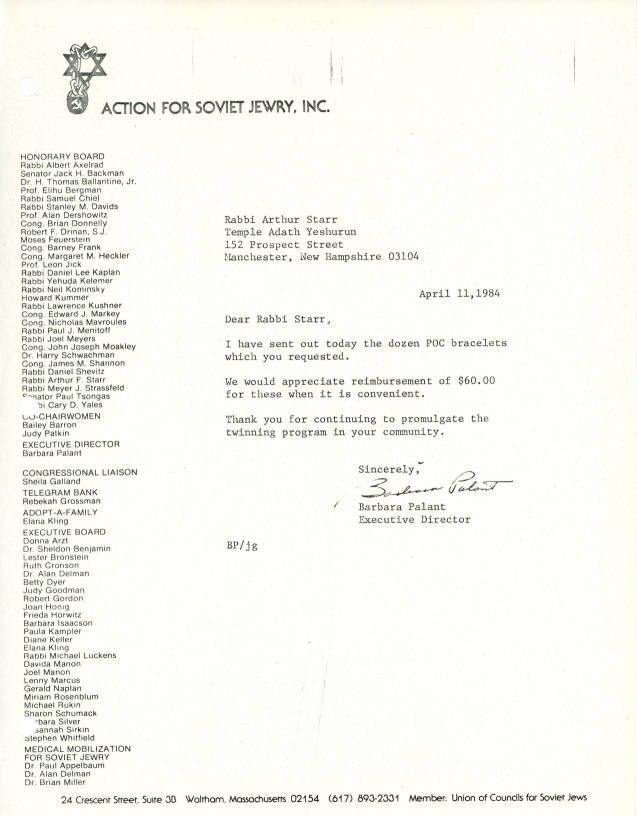 ACTION FOR SOVIET JEWRY, INC.
HONORARY BOARD
Rabbi Albert Axelrad
Senator Jack H. Backman
Dr. H. Thomas Ballantine, Jr.
Prof. Elihu Bergman
Rabbi Samuel Chiel
Rabbi Stanley M. Davids
Prof. Alan Dershowitz
Cong. Brian Donnelly
Robert F. Drinan, S.J.
Moses Feuerstein
Cong. Barney Frank
Cong. Margaret M. Heckler
Prof. Leon Jick
Rabbi Daniel Lee Kaplan
Rabbi Yehuda Kelemer
Rabbi Neil Kominsky
Howard Kummer
Rabbi Lawrence Kushner
Cong. Edward J. Markey
Cong. Nicholas Mavroules
Rabbi Paul J. Menitoff
Rabbi Joel Meyers
Cong. John Joseph Moakley
Dr. Harry Schwachman
Cong. James M. Shannon
Rabbi Daniel Shevitz
Rabbi Arthur F. Starr
Rabbi Meyer J. Strassfeld
Senator Paul Tsongas
bi Cary D. Yales
CO-CHAIRWOMEN
Bailey Barron
Judy Patkin
EXECUTIVE DIRECTOR
Barbara Palant
CONGRESSIONAL LIAISON
Sheila Galland
TELEGRAM BANK
Rebekah Grossman
ADOPT-A-FAMILY
Elana Kling
EXECUTIVE BOARD
Donna Arzt
Dr. Sheldon Benjamin
Lester Bronstein
Ruth Cronson
Dr. Alan Delman
Betty Dyer
Judy Goodman
Robert Gordon
Joan Honig
Frieda Horwitz
Barbara Isaacson
Paula Kampler
Diane Keller
Elana Kling
Rabbi Michael Luckens
Davida Manon
Joel Manon
Lenny Marcus
Gerald Naplan
Miriam Rosenblum
Michael Rukin
Sharon Schumack
bara Silver
sannah Sirkin
Stephen Whitfield
MEDICAL MOBILIZATION
FOR SOVIET JEWRY
Dr. Paul Appelbaum
Dr. Alan Delman
Dr. Brian Miller
Rabbi Arthur Starr
Temple Adath Yeshurun
152 Prospect Street
Manchester, New Hampshire 03104
April 11,1984
Dear Rabbi Starr,
I have sent out today the dozen POC bracelets
which you requested.
We would appreciate reimbursement of $60.00
for these when it is convenient.
Thank you for continuing to promulgate the
twinning program in your community.
Sincerely,
Barbara Palant
Barbara Palant
Executive Director
BP/jg
24 Crescent Street, Suite 3B Waltham, Massachusetts 02154 (617) 893-2331 Member: Union of Councils for Soviet Jews